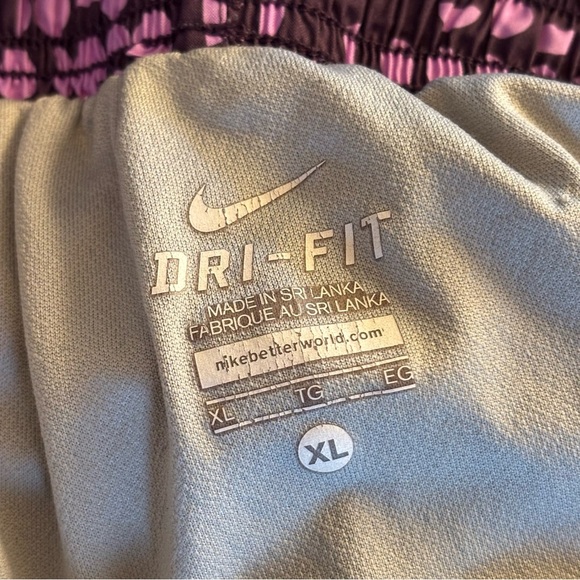 DRI-FIT
MADE IN SRI LANKA
FABRIQUE AU SRI LANKA
nikebetterworld.com
XL TG EG
XL